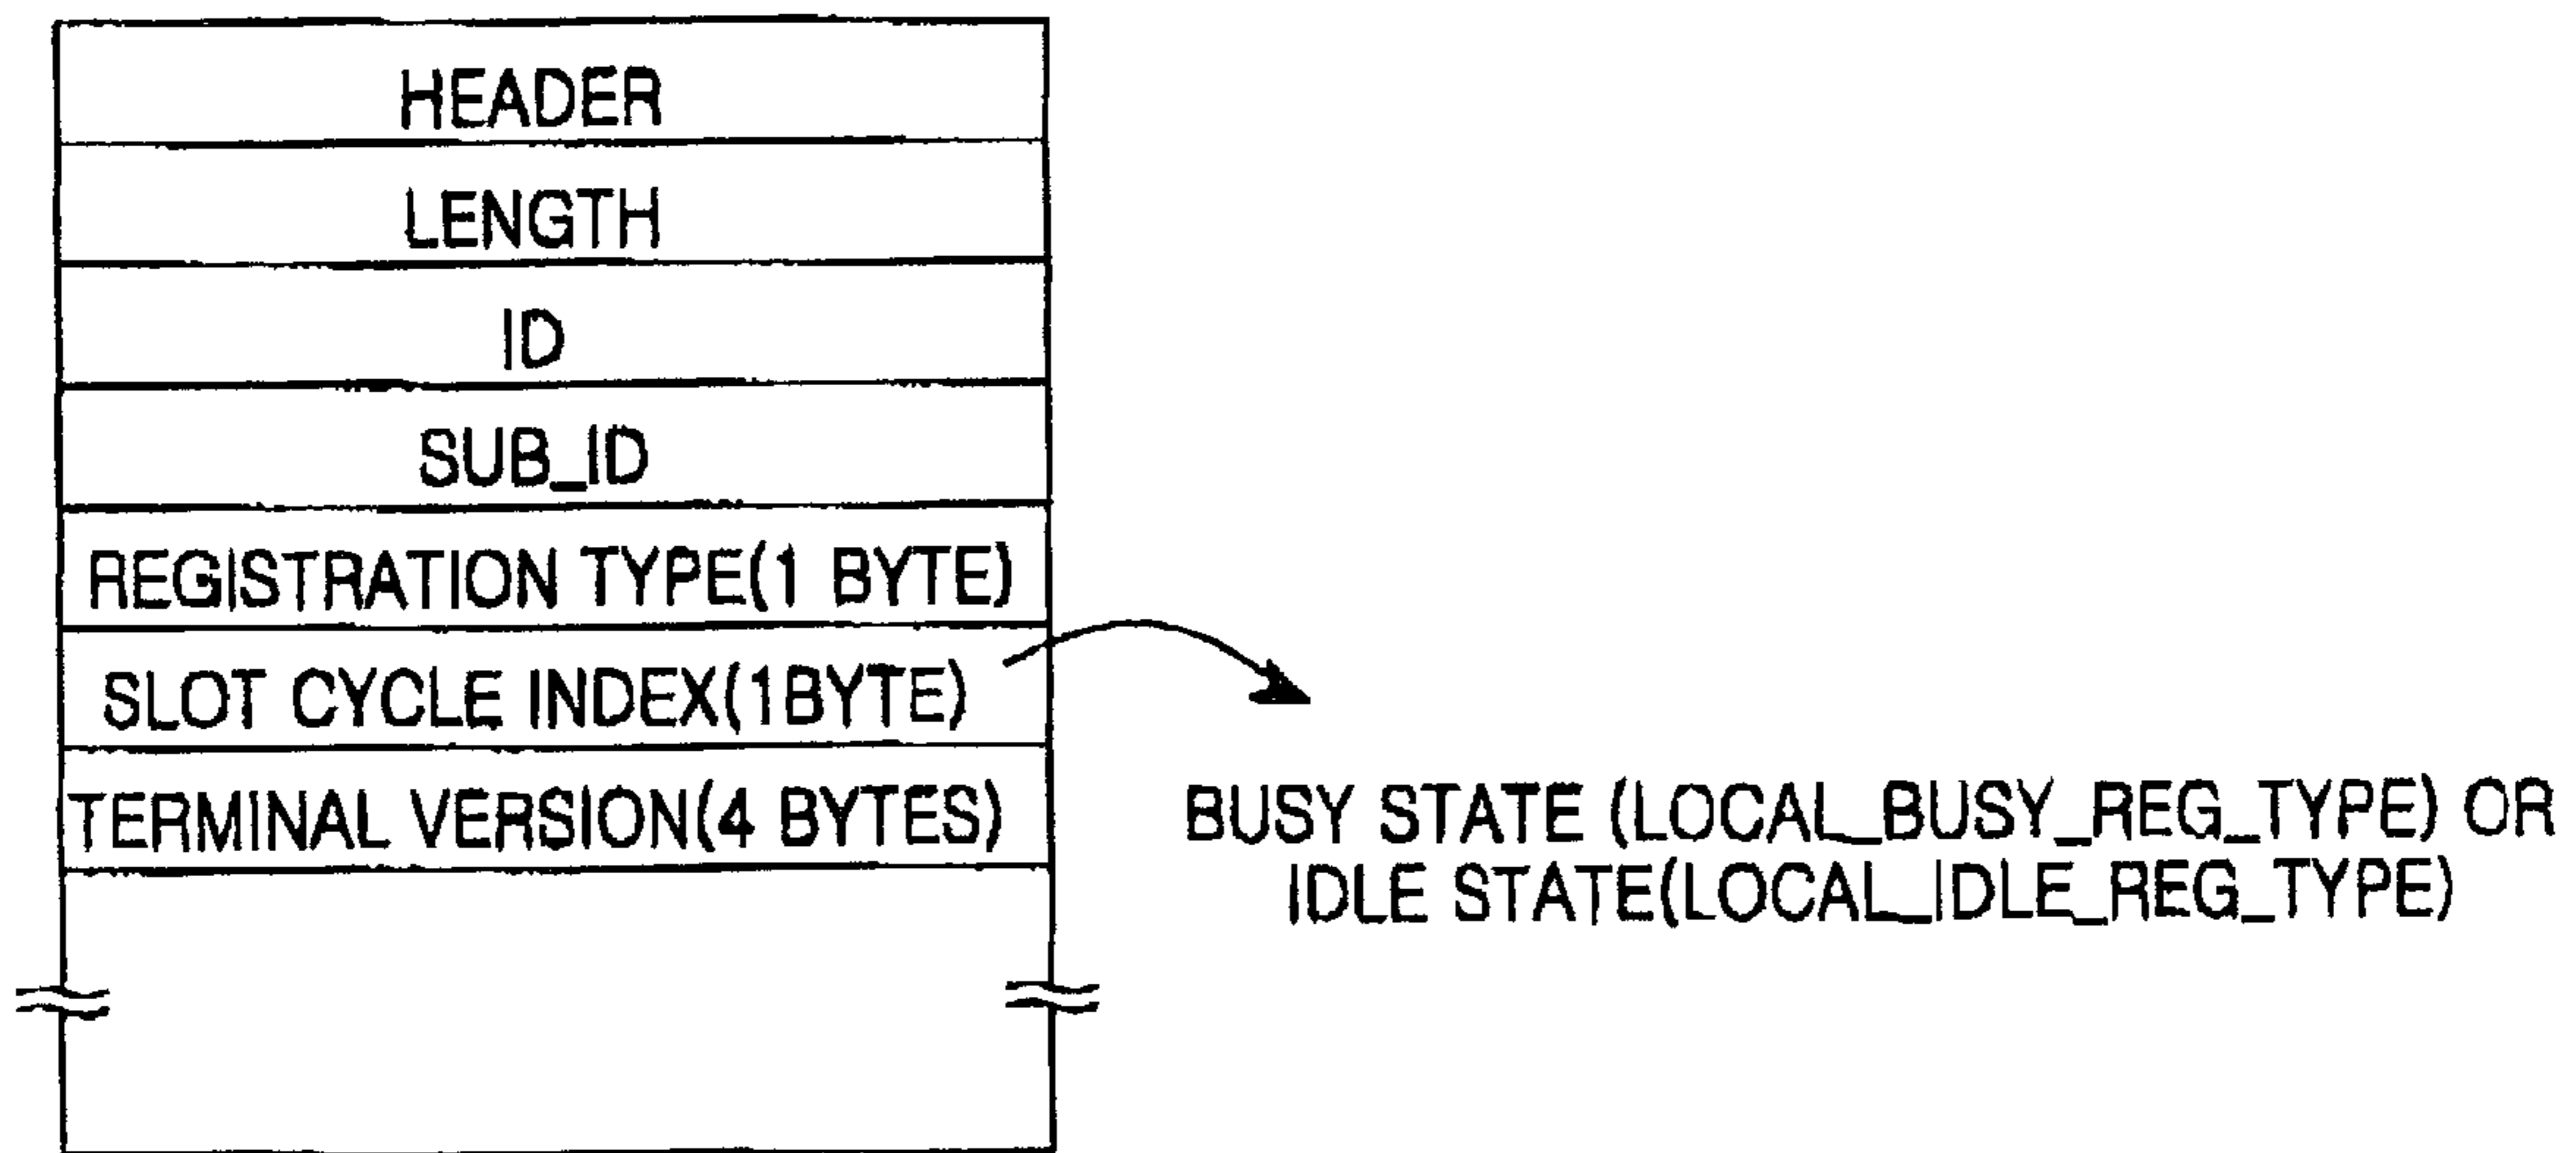 HEADER
LENGTH
ID
SUB_ID
REGISTRATION TYPE(1 BYTE)
SLOT CYCLE INDEX(1BYTE)
TERMINAL VERSION(4 BYTES)
BUSY STATE (LOCAL_BUSY_REG_TYPE) OR
IDLE STATE(LOCAL_IDLE_REG_TYPE)